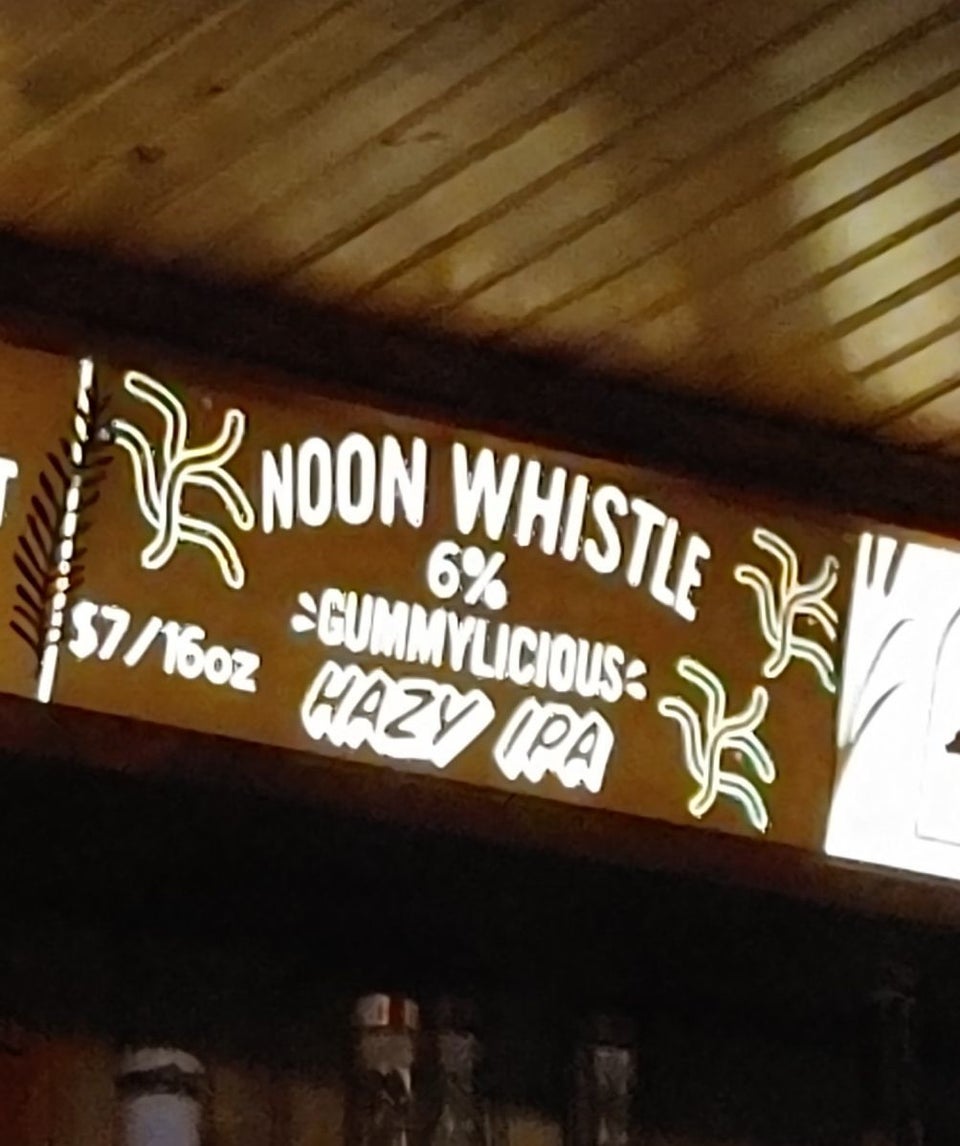 NOON WHISTLE
6%
GUMMYLICIOUS
$7/16oz
HAZY IPA